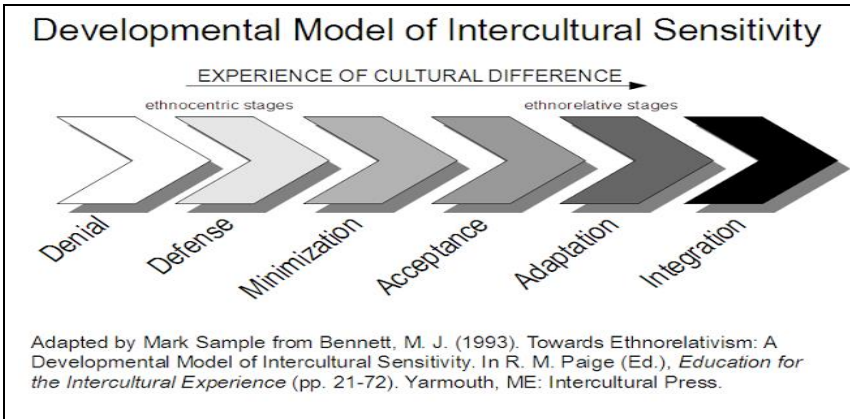 Developmental Model of Intercultural Sensitivity
EXPERIENCE OF CULTURAL DIFFERENCE
ethnocentric stages
ethnorelative stages
Denial
Defense
Minimization
Acceptance
Adaptation
Integration
Adapted by Mark Sample from Bennett, M. J. (1993). Towards Ethnorelativism: A
Developmental Model of Intercultural Sensitivity. In R. M. Paige (Ed.), Education for
the Intercultural Experience (pp. 21-72). Yarmouth, ME: Intercultural Press.